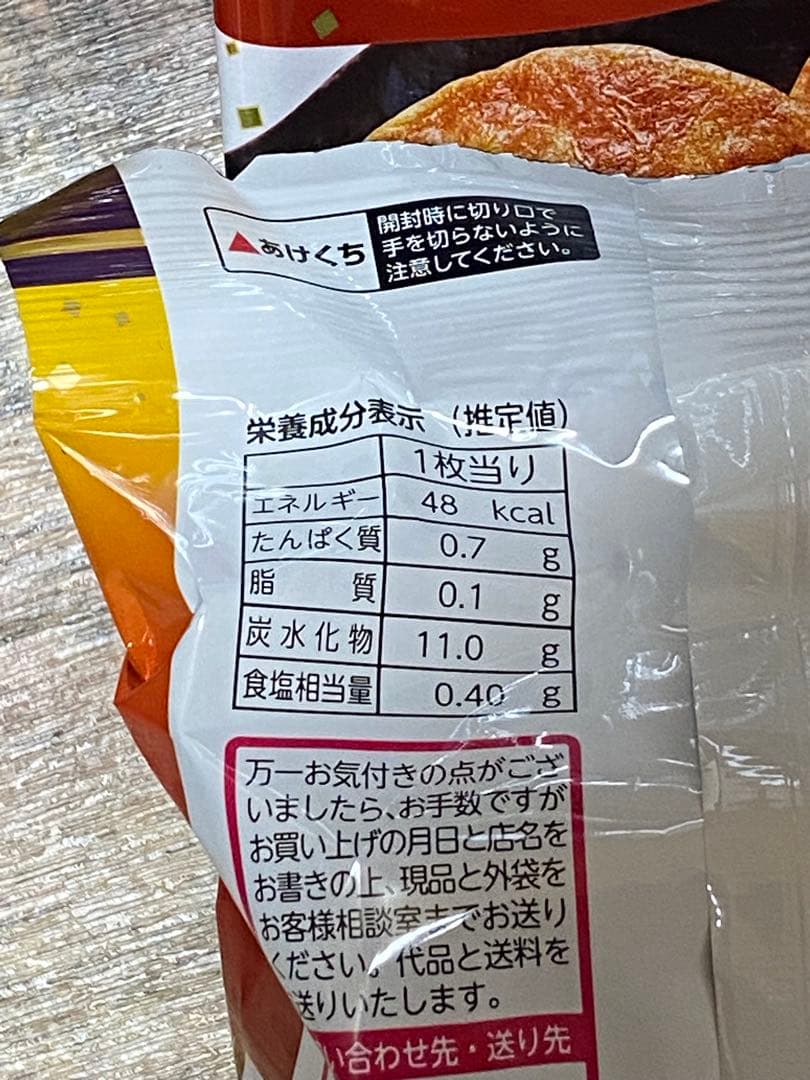 ▲あけくち
開封時に切り口で
手を切らないように
注意してください。
栄養成分表示 (推定値)
1枚当り
エネルギー 48 kcal
たんぱく質 0.7 g
脂質 0.1 g
炭水化物 11.0 g
食塩相当量 0.40 g
万一お気付きの点がござ
いましたら、お手数ですが
お買い上げの月日と店名を
お書きの上、現品と外袋を
お客様相談室までお送り
ください。代品と送料を
送りいたします。
い合わせ先・送り先